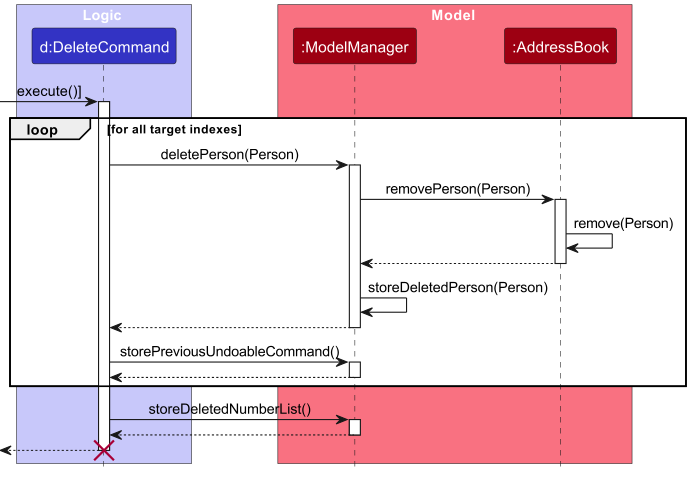 Logic
Model
d:DeleteCommand
:ModelManager
:AddressBook
execute()]
loop
[for all target indexes]
deletePerson(Person)
removePerson(Person)
remove(Person)
storeDeletedPerson(Person)
storePreviousUndoableCommand()
storeDeletedNumberList()